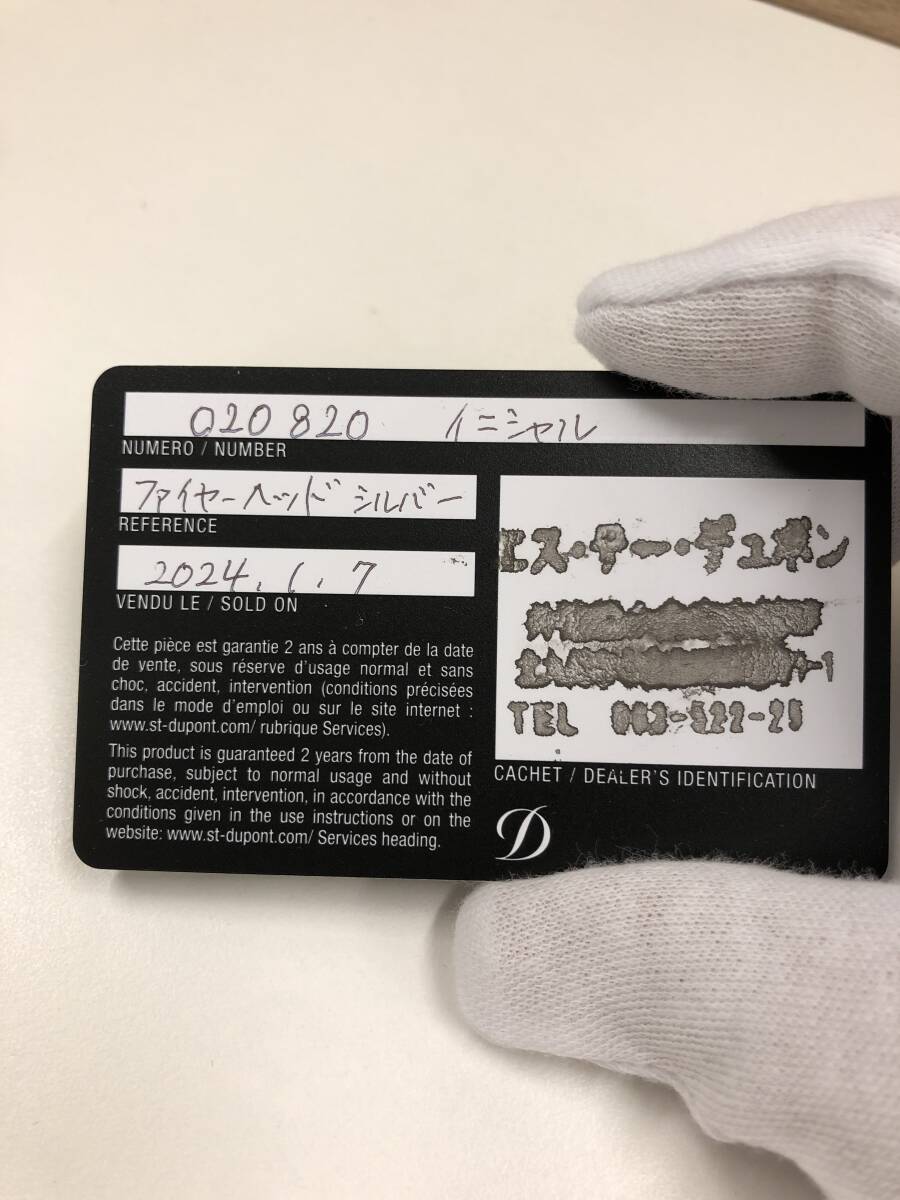 020820 イニシャル
NUMERO / NUMBER
ファイヤーヘッド シルバー
REFERENCE
2024.1.7
VENDU LE / SOLD ON
Cette pièce est garantie 2 ans à compter de la date
de vente, sous réserve d'usage normal et sans
choc, accident, intervention (conditions précisées
dans le mode d'emploi ou sur le site internet :
www.st-dupont.com/ rubrique Services).
This product is guaranteed 2 years from the date of
purchase, subject to normal usage and without
shock, accident, intervention, in accordance with the
conditions given in the use instructions or on the
website: www.st-dupont.com/ Services heading.
エス・テー・デュポン
TEL
CACHET / DEALER'S IDENTIFICATION
D